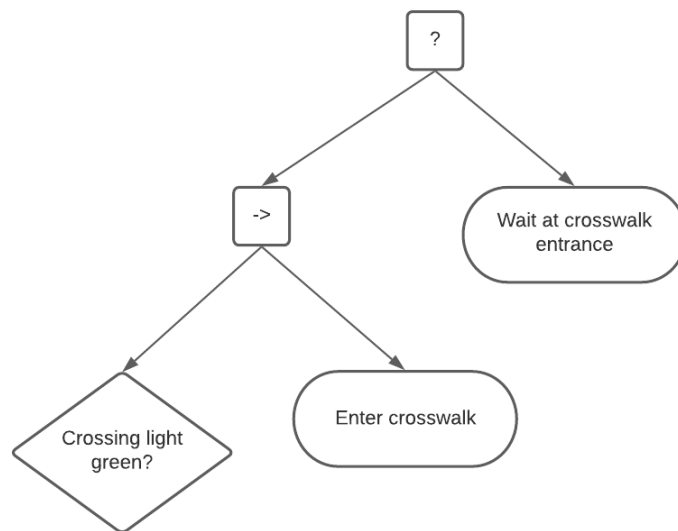 ?
->
Wait at crosswalk
entrance
Crossing light
green?
Enter crosswalk